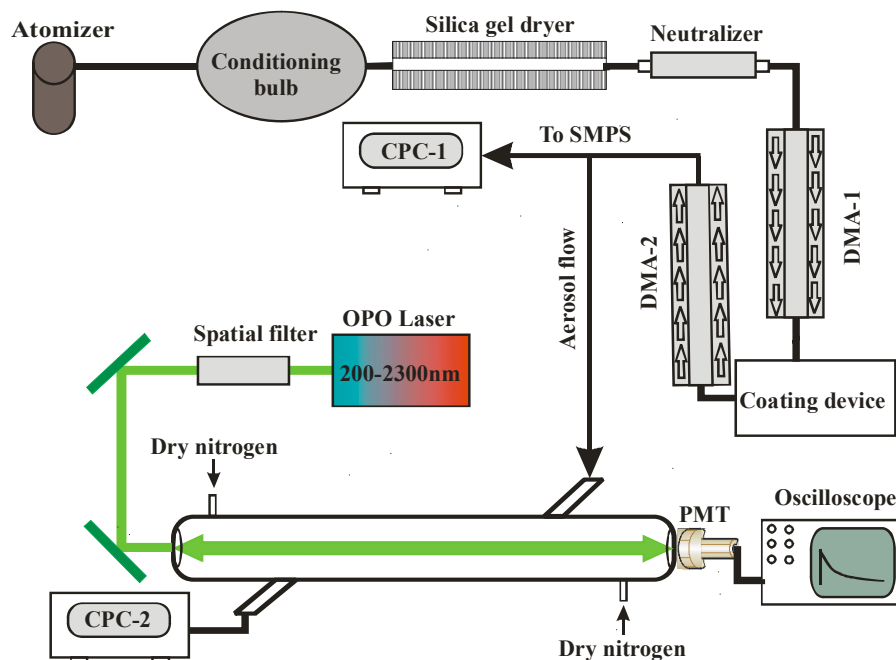 Atomizer
Conditioning
bulb
Silica gel dryer
Neutralizer
CPC-1
To SMPS
DMA-1
DMA-2
Aerosol flow
Spatial filter
OPO Laser
200-2300nm
Coating device
Dry nitrogen
PMT
Oscilloscope
CPC-2
Dry nitrogen